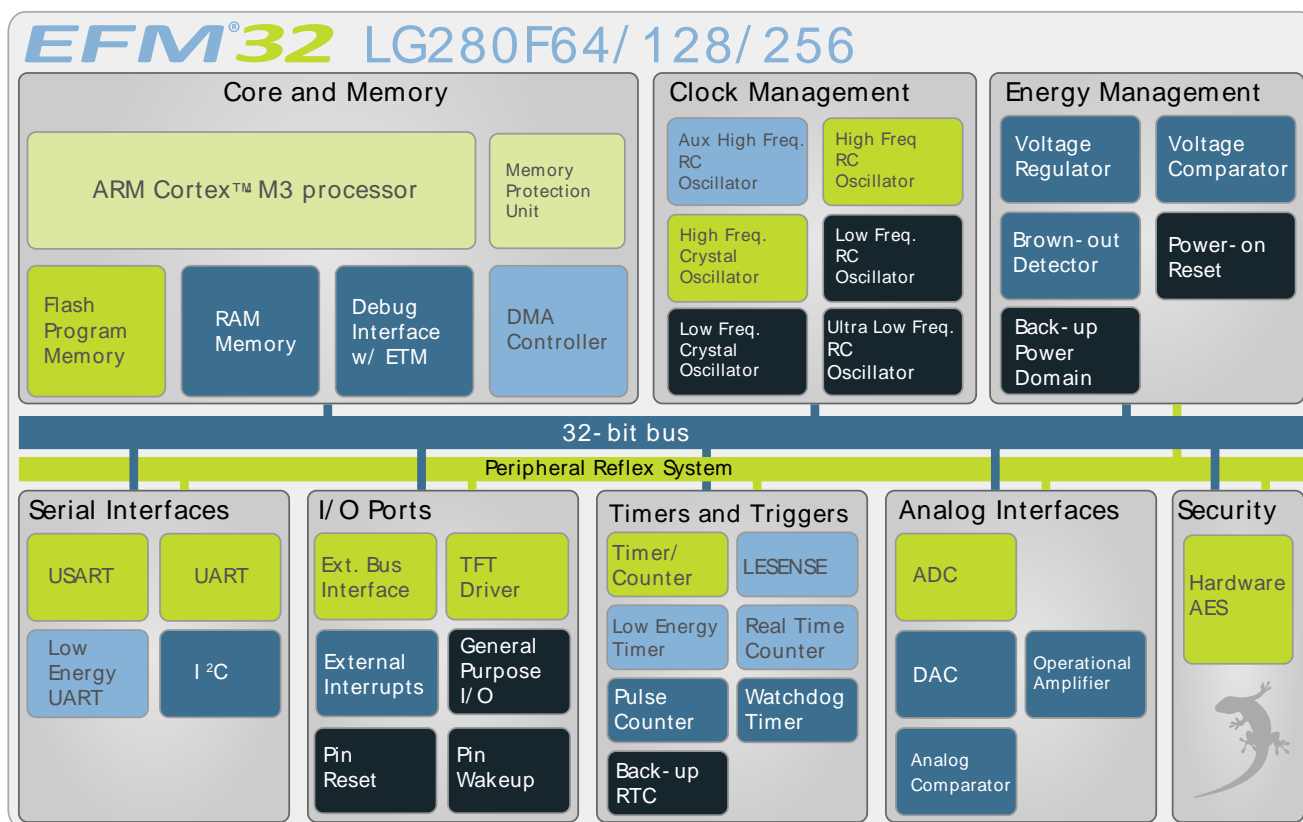 EFM®32 LG280F64/128/256
Core and Memory
ARM Cortex™ M3 processor
Memory
Protection
Unit
Flash
Program
Memory
RAM
Memory
Debug
Interface
w/ ETM
DMA
Controller
Clock Management
Aux High Freq.
RC
Oscillator
High Freq
RC
Oscillator
High Freq.
Crystal
Oscillator
Low Freq.
RC
Oscillator
Low Freq.
Crystal
Oscillator
Ultra Low Freq.
RC
Oscillator
Energy Management
Voltage
Regulator
Voltage
Comparator
Brown-out
Detector
Power-on
Reset
Back-up
Power
Domain
32-bit bus
Peripheral Reflex System
Serial Interfaces
USART
UART
Low
Energy
UART
I²C
I/O Ports
Ext. Bus
Interface
TFT
Driver
External
Interrupts
General
Purpose
I/O
Pin
Reset
Pin
Wakeup
Timers and Triggers
Timer/
Counter
LESENSE
Low Energy
Timer
Real Time
Counter
Pulse
Counter
Watchdog
Timer
Back-up
RTC
Analog Interfaces
ADC
DAC
Operational
Amplifier
Analog
Comparator
Security
Hardware
AES